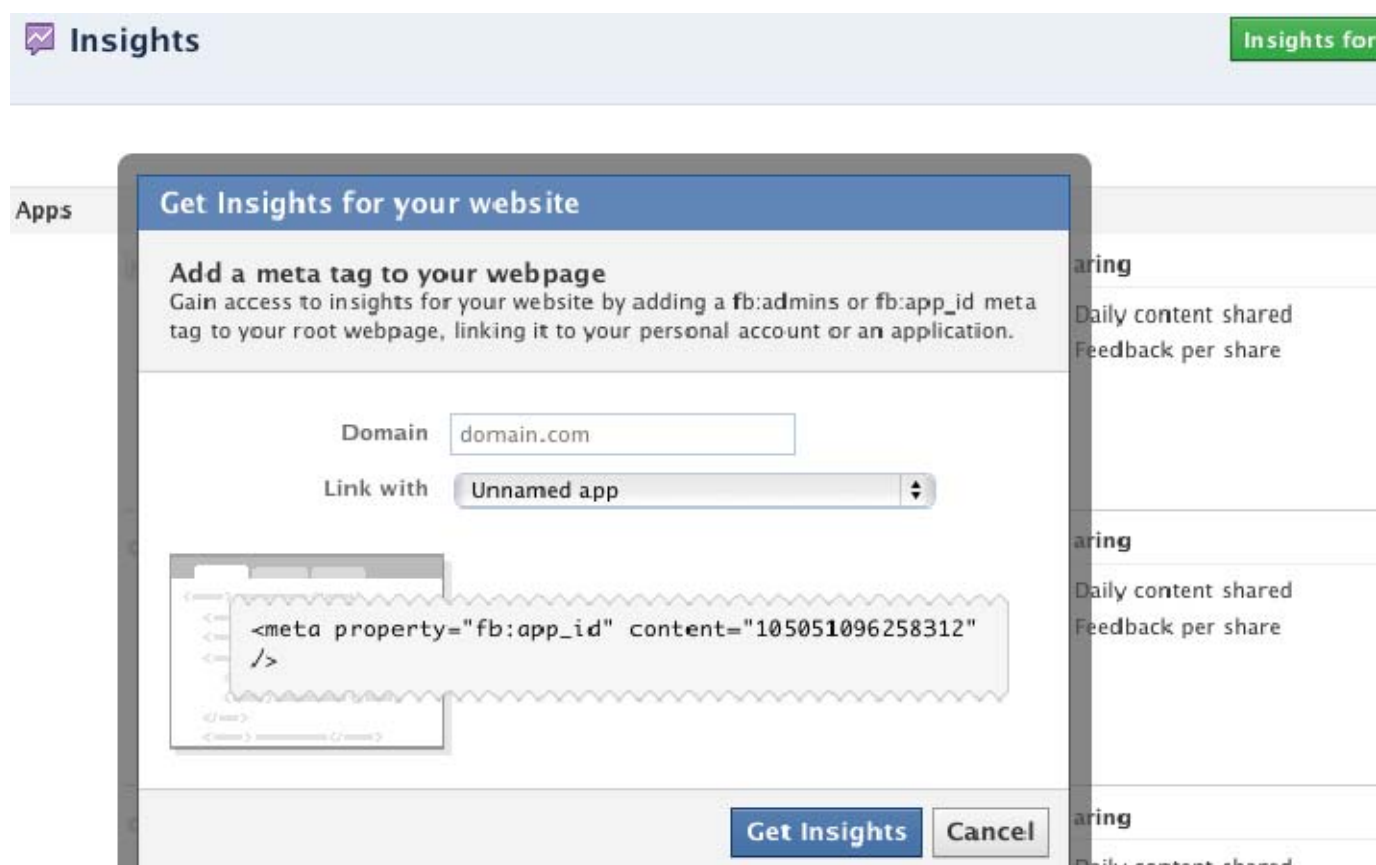 Insights
Insights for
Apps
Get Insights for your website
Add a meta tag to your webpage
Gain access to insights for your website by adding a fb:admins or fb:app_id meta
tag to your root webpage, linking it to your personal account or an application.
Domain domain.com
Link with Unnamed app
<meta property="fb:app_id" content="105051096258312"
/>
Get Insights Cancel
aring
Daily content shared
Feedback per share
aring
Daily content shared
Feedback per share
aring
Daily content shared